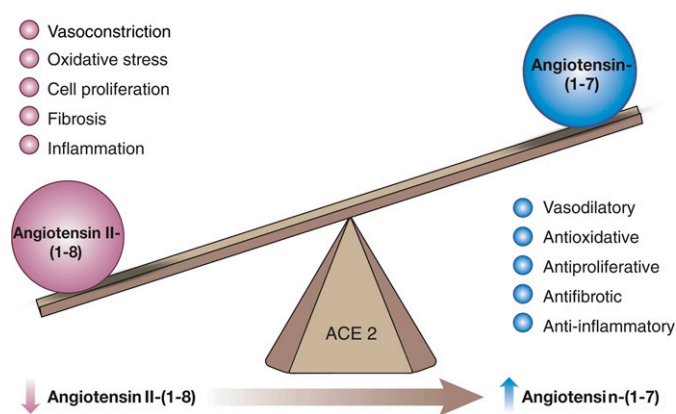 Vasoconstriction
Oxidative stress
Cell proliferation
Fibrosis
Inflammation
Angiotensin-
(1-7)
Angiotensin II-
(1-8)
Vasodilatory
Antioxidative
Antiproliferative
Antifibrotic
Anti-inflammatory
ACE 2
Angiotensin II-(1-8)
Angiotensin-(1-7)